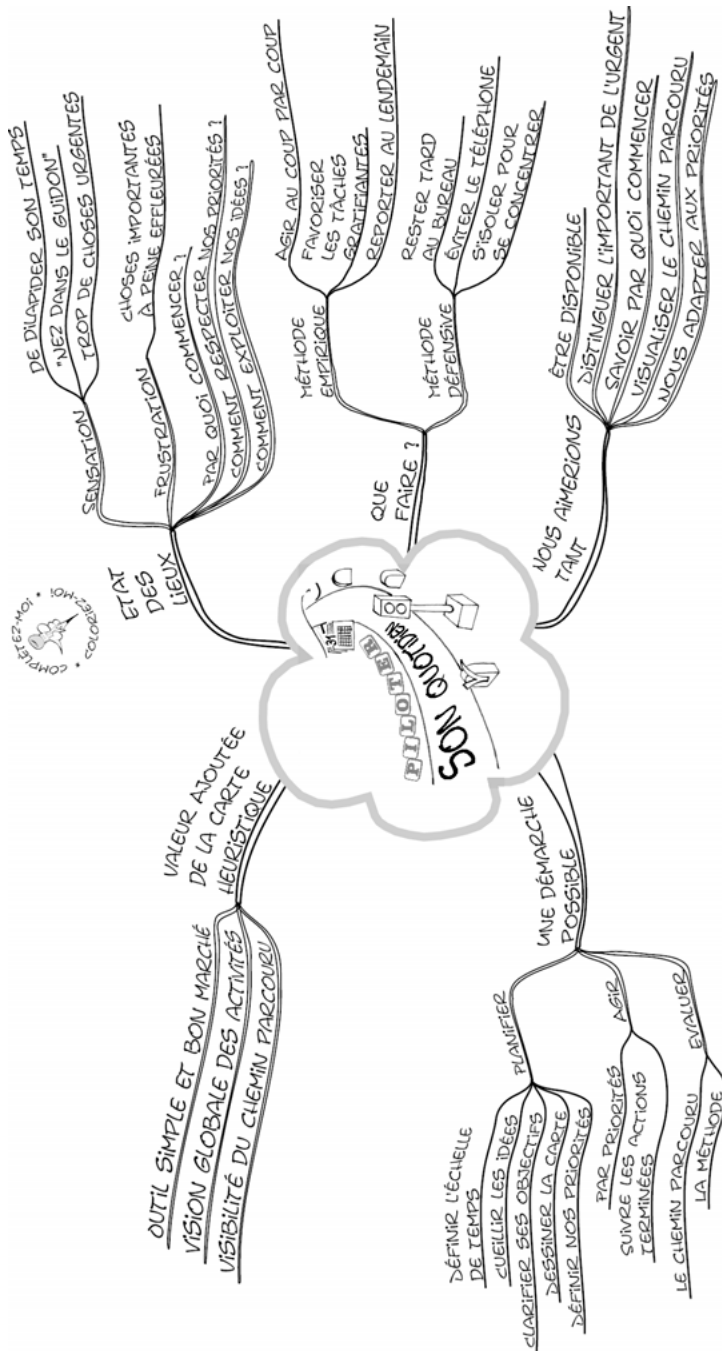 COMPLÉTEZ-MOI • COLORIEZ-MOI •
PILOTER
SON QUOTIDIEN
31
ETAT
DES
LIEUX
SENSATION
DE DILAPIDER SON TEMPS
"NEZ DANS LE GUIDON"
TROP DE CHOSES URGENTES
FRUSTRATION
CHOSES IMPORTANTES
À PEINE EFFLEURÉES
PAR QUOI COMMENCER ?
COMMENT RESPECTER NOS PRIORITÉS ?
COMMENT EXPLOITER NOS IDÉES ?
QUE
FAIRE ?
MÉTHODE
EMPIRIQUE
AGIR AU COUP PAR COUP
FAVORISER
LES TÂCHES
GRATIFIANTES
REPORTER AU LENDEMAIN
MÉTHODE
DÉFENSIVE
RESTER TARD
AU BUREAU
ÉVITER LE TÉLÉPHONE
S'ISOLER POUR
SE CONCENTRER
NOUS AIMERIONS
TANT
ÊTRE DISPONIBLE
DISTINGUER L'IMPORTANT DE L'URGENT
SAVOIR PAR QUOI COMMENCER
VISUALISER LE CHEMIN PARCOURU
NOUS ADAPTER AUX PRIORITÉS
UNE DÉMARCHE
POSSIBLE
PLANIFIER
DÉFINIR L'ÉCHELLE
DE TEMPS
CUEILLIR LES IDÉES
CLARIFIER SES OBJECTIFS
DESSINER LA CARTE
DÉFINIR NOS PRIORITÉS
AGIR
PAR PRIORITÉS
SUIVRE LES ACTIONS
TERMINÉES
EVALUER
LE CHEMIN PARCOURU
LA MÉTHODE
VALEUR AJOUTÉE
DE LA CARTE
HEURISTIQUE
OUTIL SIMPLE ET BON MARCHÉ
VISION GLOBALE DES ACTIVITÉS
VISIBILITÉ DU CHEMIN PARCOURU